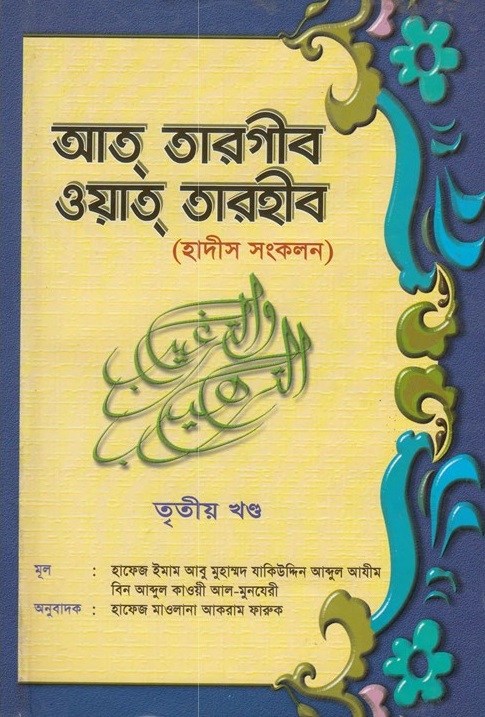 আত্ তারগীব
ওয়াত্ তারহীব
(হাদীস সংকলন)
তৃতীয় খণ্ড
মূল : হাফেজ ইমাম আবু মুহাম্মদ যাকিউদ্দিন আব্দুল আযীম
বিন আব্দুল কাওয়ী আল-মুনযেরী
অনুবাদক : হাফেজ মাওলানা আকরাম ফারুক